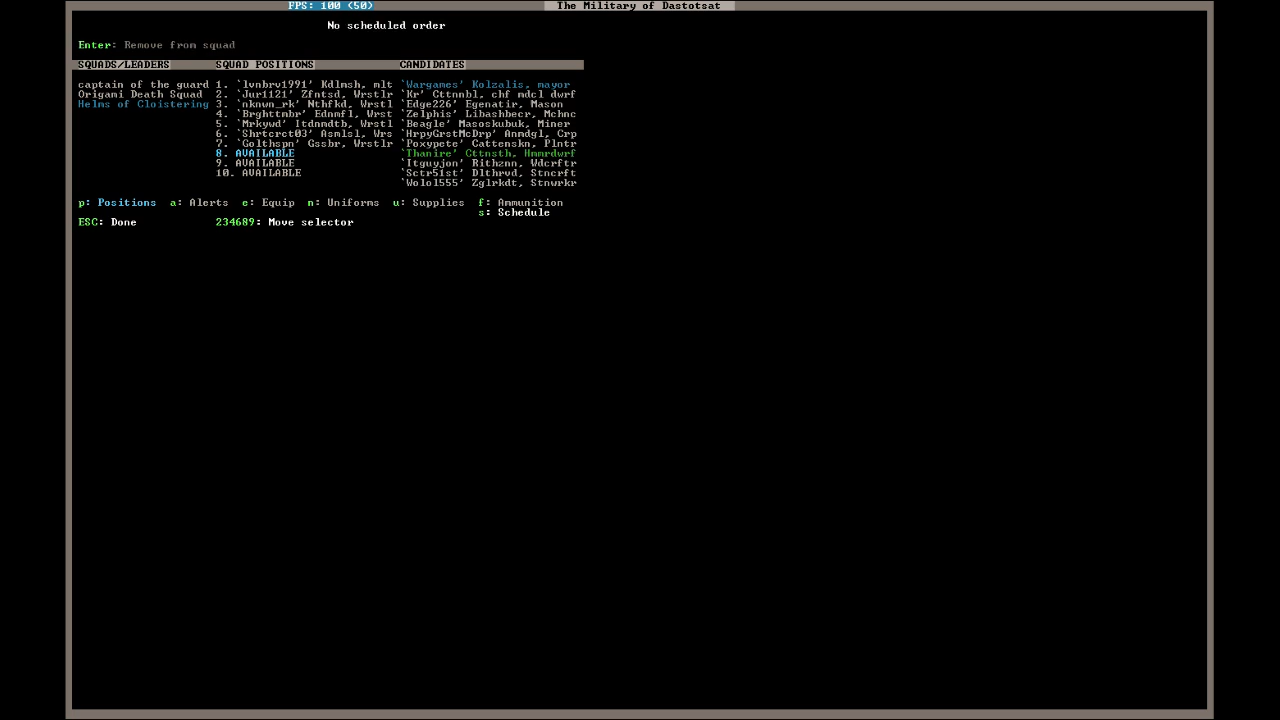 FPS: 100 (50) The Military of Dastotsat
No scheduled order
Enter: Remove from squad
SQUADS/LEADERS SQUAD POSITIONS CANDIDATES
captain of the guard 1. `lvnbrv1991' Kdlmsh, mlt `Wargames' Kolzalis, mayor
Origami Death Squad 2. `Jur1121' Zfntsd, Wrstlr `Kr' Cttnnbl, chf mdcl dwrf
Helms of Cloistering 3. `nknwn_rk' Nthfkd, Wrstl `Edge226' Egenatir, Mason
4. `Brghttmbr' Ednmfl, Wrst `Zelphis' Libashbecr, Mchnc
5. `Mrkywd' Itdnmdtb, Wrstl `Beagle' Masoskubuk, Miner
6. `Shrtcrct03' Asmlsl, Wrs `HrpyGrstMcDrp' Anmdgl, Crp
7. `Golthspn' Gssbr, Wrstlr `Poxypete' Cattenskn, Plntr
8. AVAILABLE `Thanire' Cttnsth, Hmmrdwrf
9. AVAILABLE `Itguyjon' Rithznn, Wdcrftr
10. AVAILABLE `Sctr51st' Dlthrvd, Stncrft
`Wolol555' Zglrkdt, Stnwrkr
p: Positions a: Alerts e: Equip n: Uniforms u: Supplies f: Ammunition
s: Schedule
ESC: Done 234689: Move selector